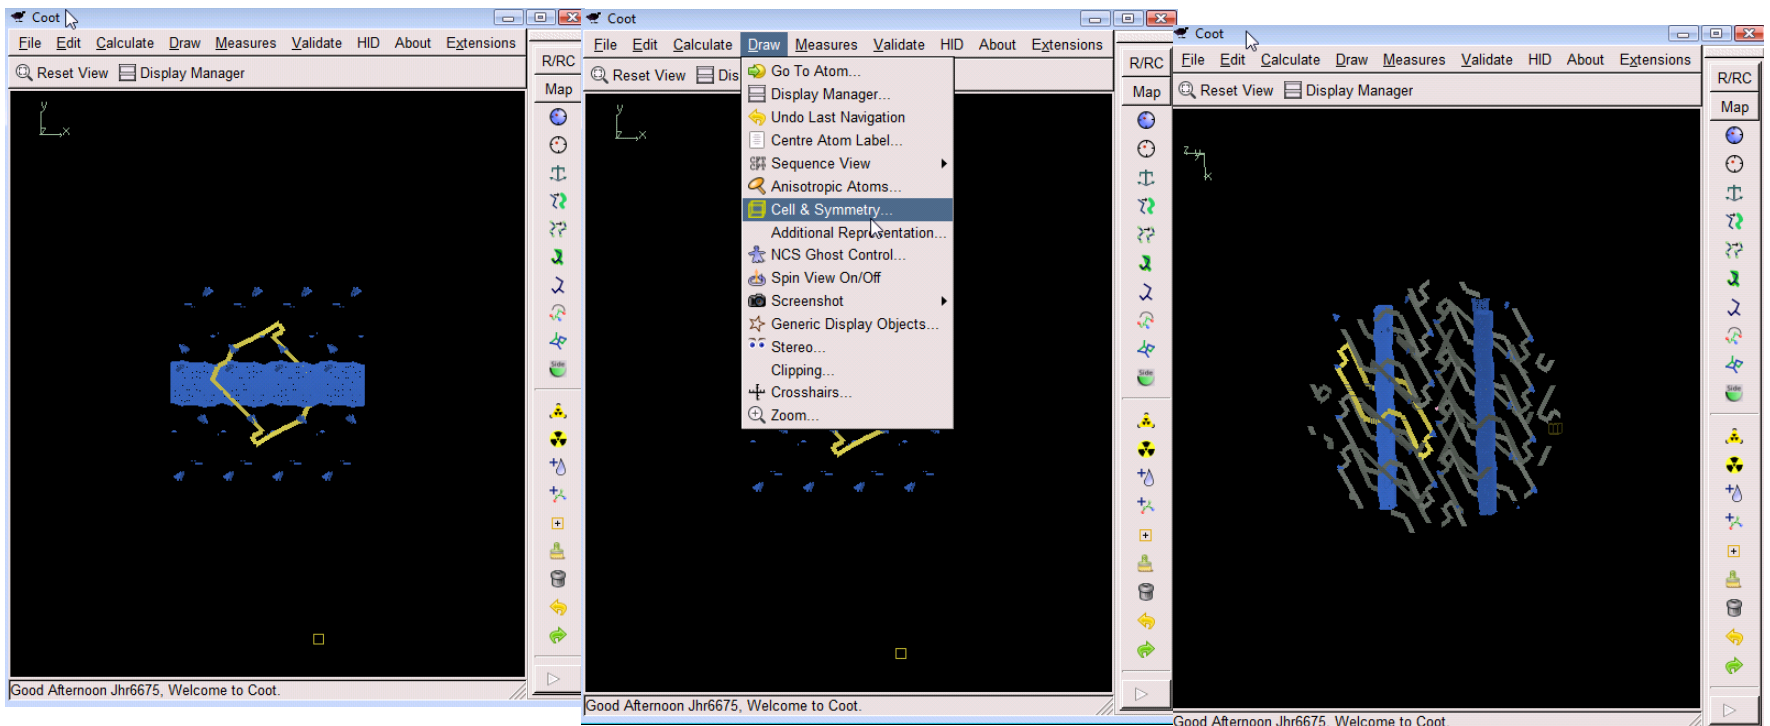 Coot
File Edit Calculate Draw Measures Validate HID About Extensions
Reset View Display Manager
R/RC
Map
y
z x
Side
Good Afternoon Jhr6675, Welcome to Coot.
Coot
File Edit Calculate Draw Measures Validate HID About Extensions
Reset View Dis
R/RC
Map
y
z x
Go To Atom...
Display Manager...
Undo Last Navigation
Centre Atom Label...
Sequence View
Anisotropic Atoms...
Cell & Symmetry...
Additional Representation...
NCS Ghost Control...
Spin View On/Off
Screenshot
Generic Display Objects...
Stereo...
Clipping...
Crosshairs...
Zoom...
Side
Good Afternoon Jhr6675, Welcome to Coot.
Coot
File Edit Calculate Draw Measures Validate HID About Extensions
Reset View Display Manager
R/RC
Map
z y
x
Side
Good Afternoon Jhr6675, Welcome to Coot.